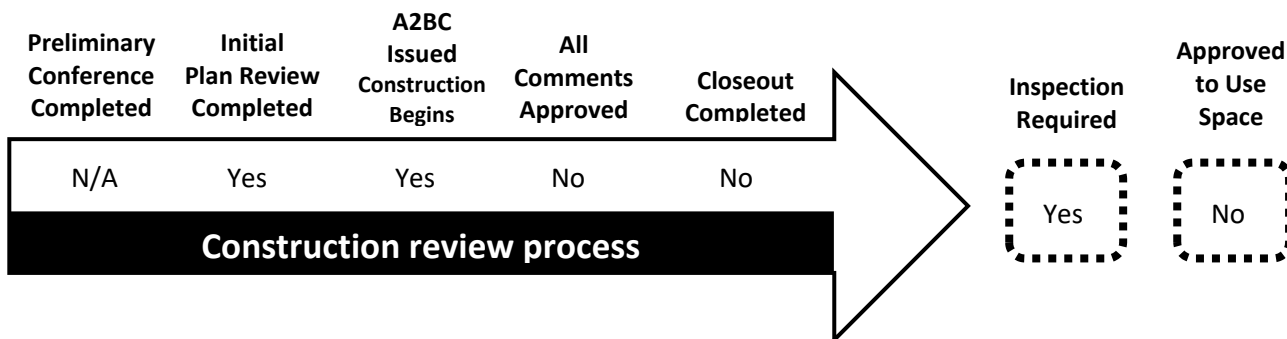 Preliminary
Conference
Completed
Initial
Plan Review
Completed
A2BC
Issued
Construction
Begins
All
Comments
Approved
Closeout
Completed
Inspection
Required
Approved
to Use
Space
N/A
Yes
Yes
No
No
Yes
No
Construction review process